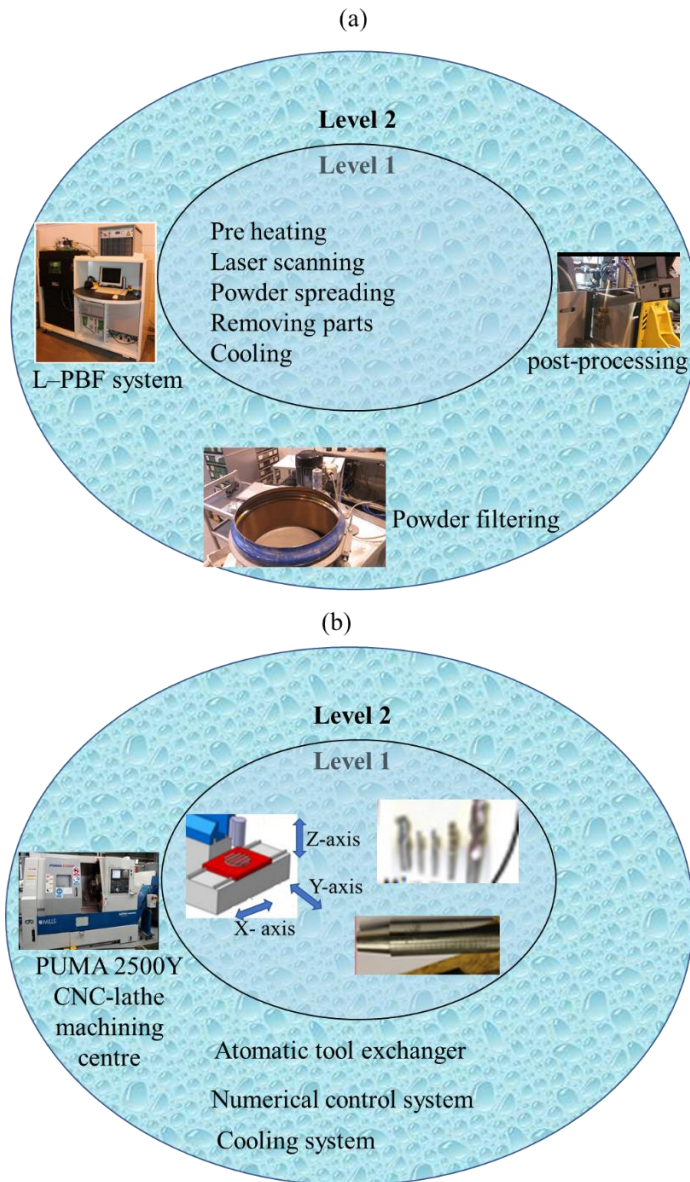 (a)
Level 2
Level 1
Pre heating
Laser scanning
Powder spreading
Removing parts
Cooling
L–PBF system
post-processing
Powder filtering
(b)
Level 2
Level 1
Z-axis
Y-axis
X- axis
PUMA 2500Y
CNC-lathe
machining
centre
Atomatic tool exchanger
Numerical control system
Cooling system